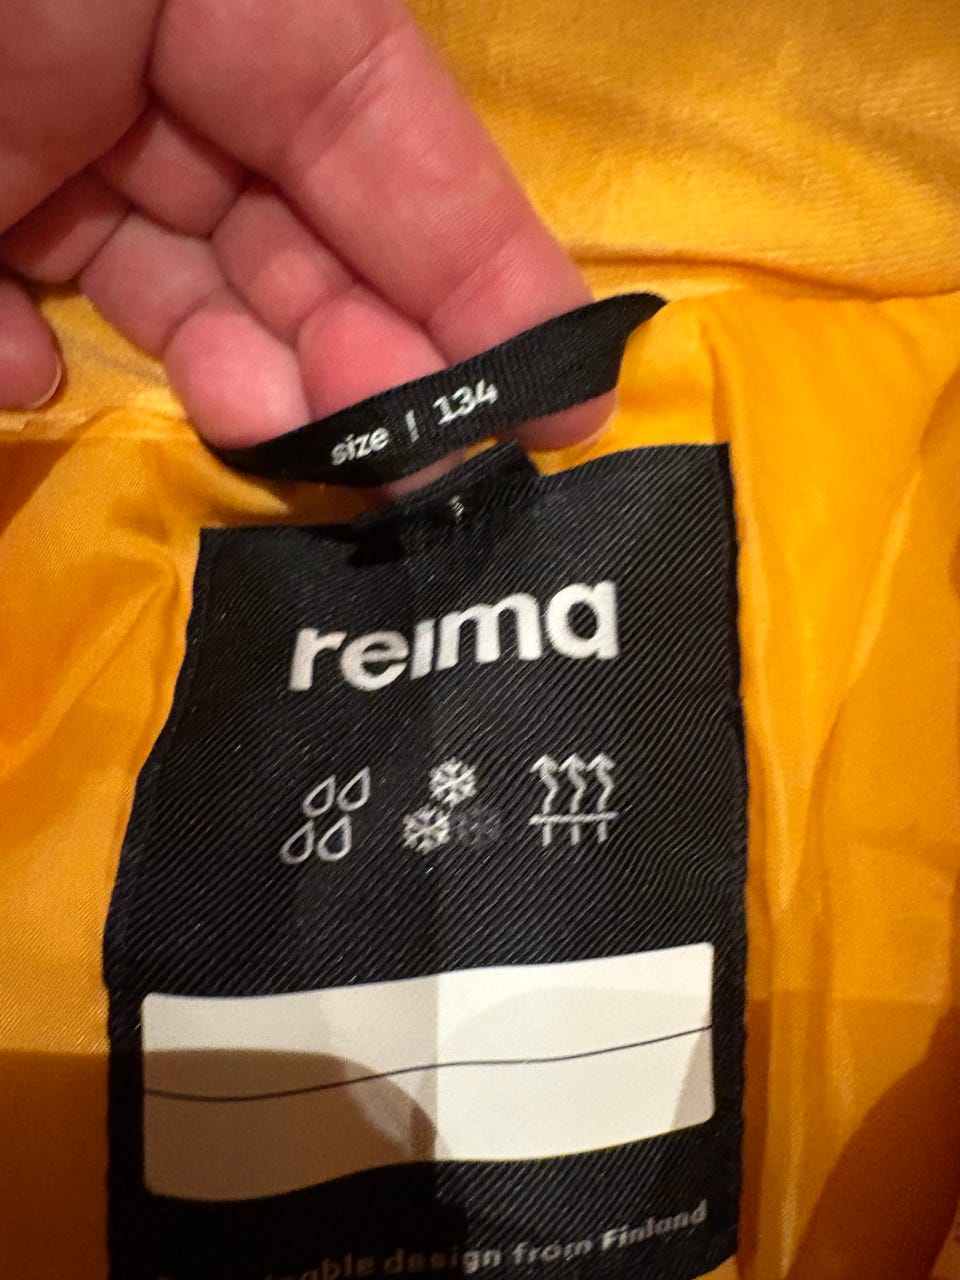 size | 134
reima
design from Finland